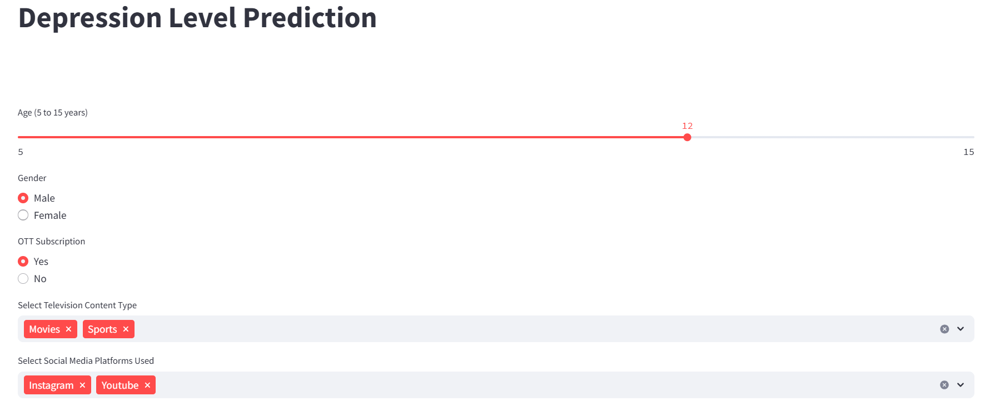 Depression Level Prediction
Age (5 to 15 years)
12
5 15
Gender
Male
Female
OTT Subscription
Yes
No
Select Television Content Type
Movies × Sports ×
Select Social Media Platforms Used
Instagram × Youtube ×